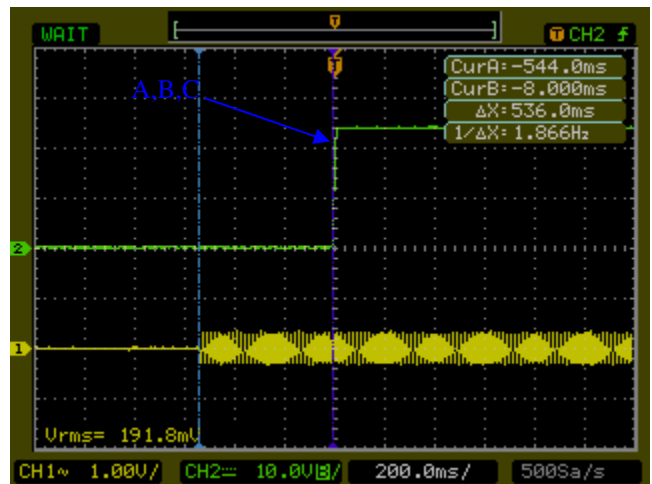 WAIT
T
T CH2
T
CurA:-544.0ms
CurB:-8.000ms
ΔX:536.0ms
1/ΔX:1.866Hz
A,B,C
2
1
Vrms= 191.8mV
CH1~ 1.00V/ CH2 10.0VB/ 200.0ms/ 500Sa/s